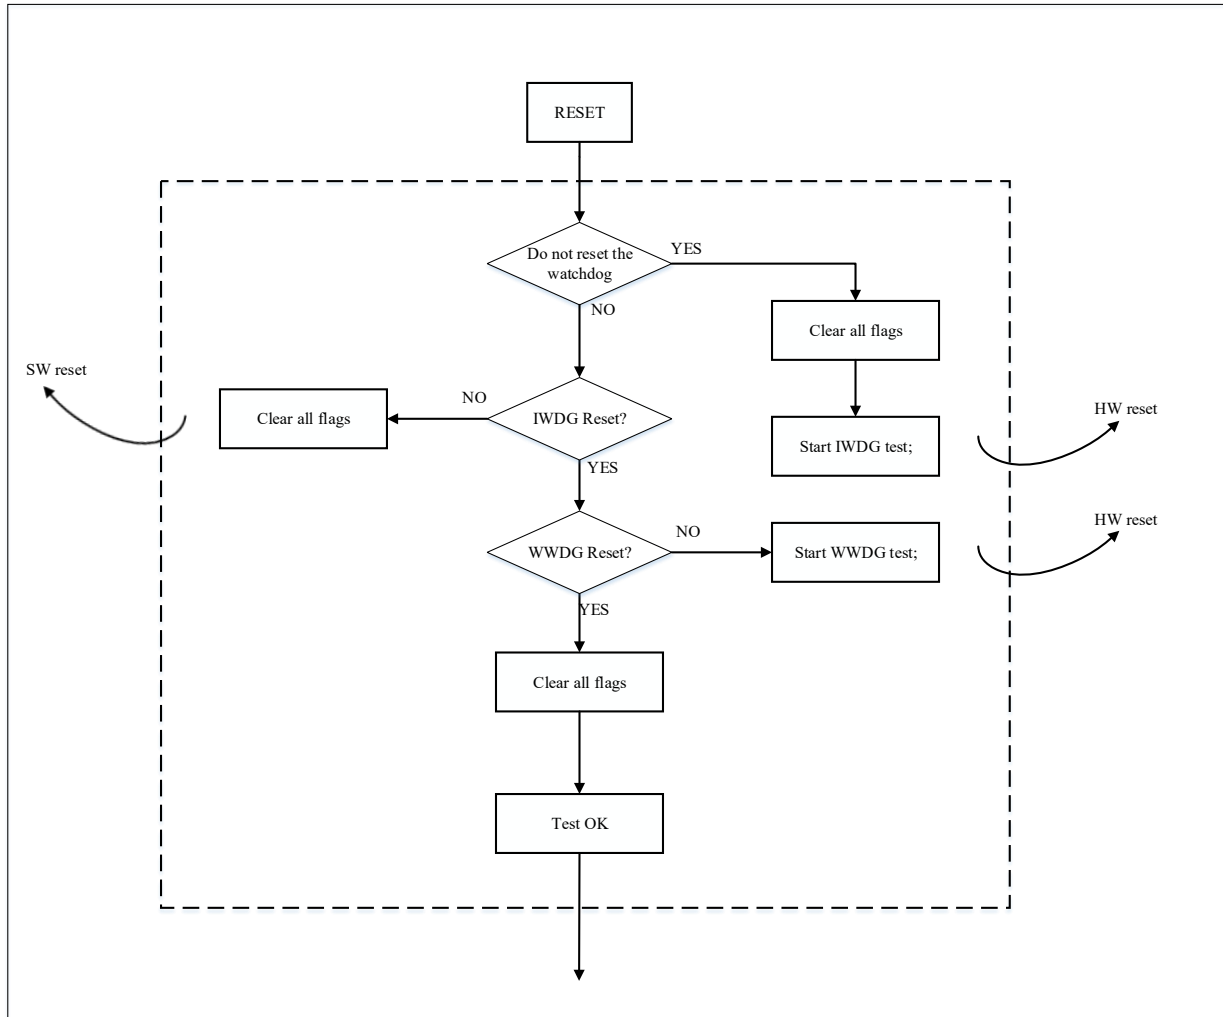 RESET
Do not reset the
watchdog
YES
NO
Clear all flags
SW reset
NO
Clear all flags
IWDG Reset?
HW reset
Start IWDG test;
YES
HW reset
NO
WWDG Reset?
Start WWDG test;
YES
Clear all flags
Test OK